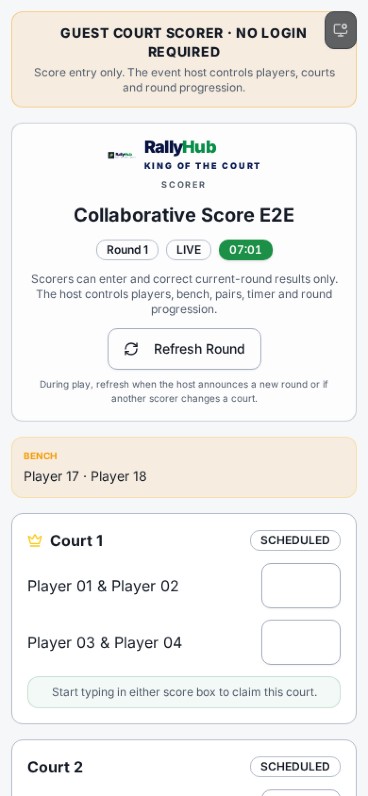 GUEST COURT SCORER · NO LOGIN
REQUIRED
Score entry only. The event host controls players, courts
and round progression.
RallyHub
RallyHub
KING OF THE COURT
SCORER
Collaborative Score E2E
Round 1
LIVE
07:01
Scorers can enter and correct current-round results only.
The host controls players, bench, pairs, timer and round
progression.
Refresh Round
During play, refresh when the host announces a new round or if
another scorer changes a court.
BENCH
Player 17 · Player 18
Court 1
SCHEDULED
Player 01 & Player 02
Player 03 & Player 04
Start typing in either score box to claim this court.
Court 2
SCHEDULED